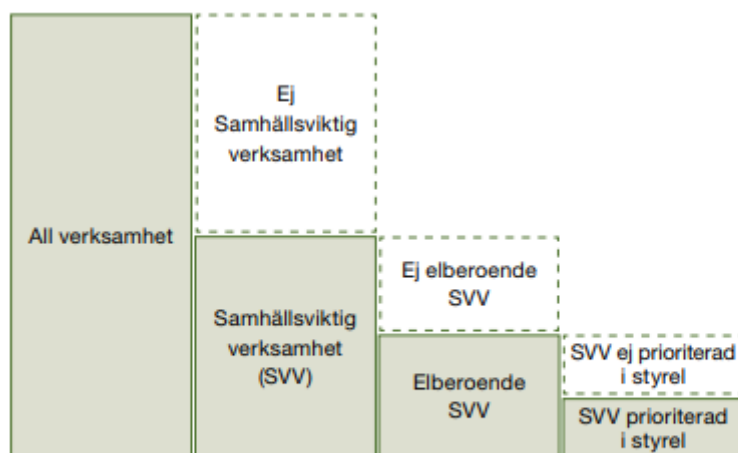 All verksamhet
Ej
Samhällsviktig
verksamhet
Samhällsviktig
verksamhet
(SVV)
Ej elberoende
SVV
Elberoende
SVV
SVV ej prioriterad
i styrel
SVV prioriterad
i styrel